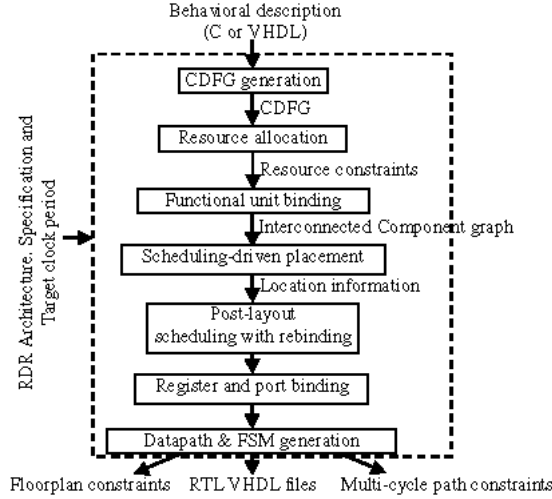 Behavioral description
(C or VHDL)
CDFG generation
CDFG
Resource allocation
Resource constraints
Functional unit binding
Interconnected Component graph
Scheduling-driven placement
Location information
Post-layout
scheduling with rebinding
Register and port binding
Datapath & FSM generation
Floorplan constraints RTL VHDL files Multi-cycle path constraints
RDR Architecture, Specification and
Target clock period